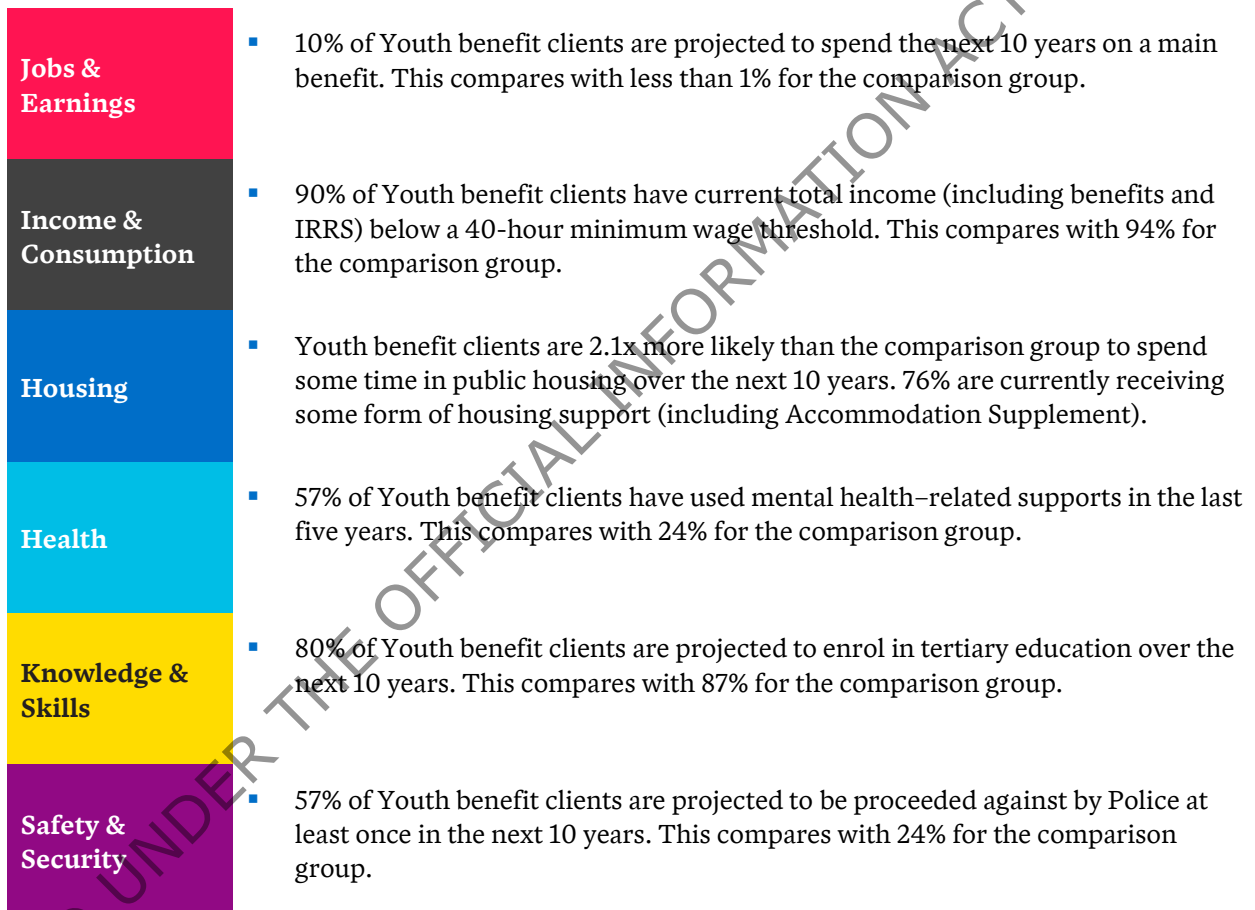 Jobs &
Earnings
▪ 10% of Youth benefit clients are projected to spend the next 10 years on a main
benefit. This compares with less than 1% for the comparison group.
Income &
Consumption
▪ 90% of Youth benefit clients have current total income (including benefits and
IRRS) below a 40-hour minimum wage threshold. This compares with 94% for
the comparison group.
Housing
▪ Youth benefit clients are 2.1x more likely than the comparison group to spend
some time in public housing over the next 10 years. 76% are currently receiving
some form of housing support (including Accommodation Supplement).
Health
▪ 57% of Youth benefit clients have used mental health–related supports in the last
five years. This compares with 24% for the comparison group.
Knowledge &
Skills
▪ 80% of Youth benefit clients are projected to enrol in tertiary education over the
next 10 years. This compares with 87% for the comparison group.
Safety &
Security
▪ 57% of Youth benefit clients are projected to be proceeded against by Police at
least once in the next 10 years. This compares with 24% for the comparison
group.
UNDER THE OFFICIAL INFORMATION ACT